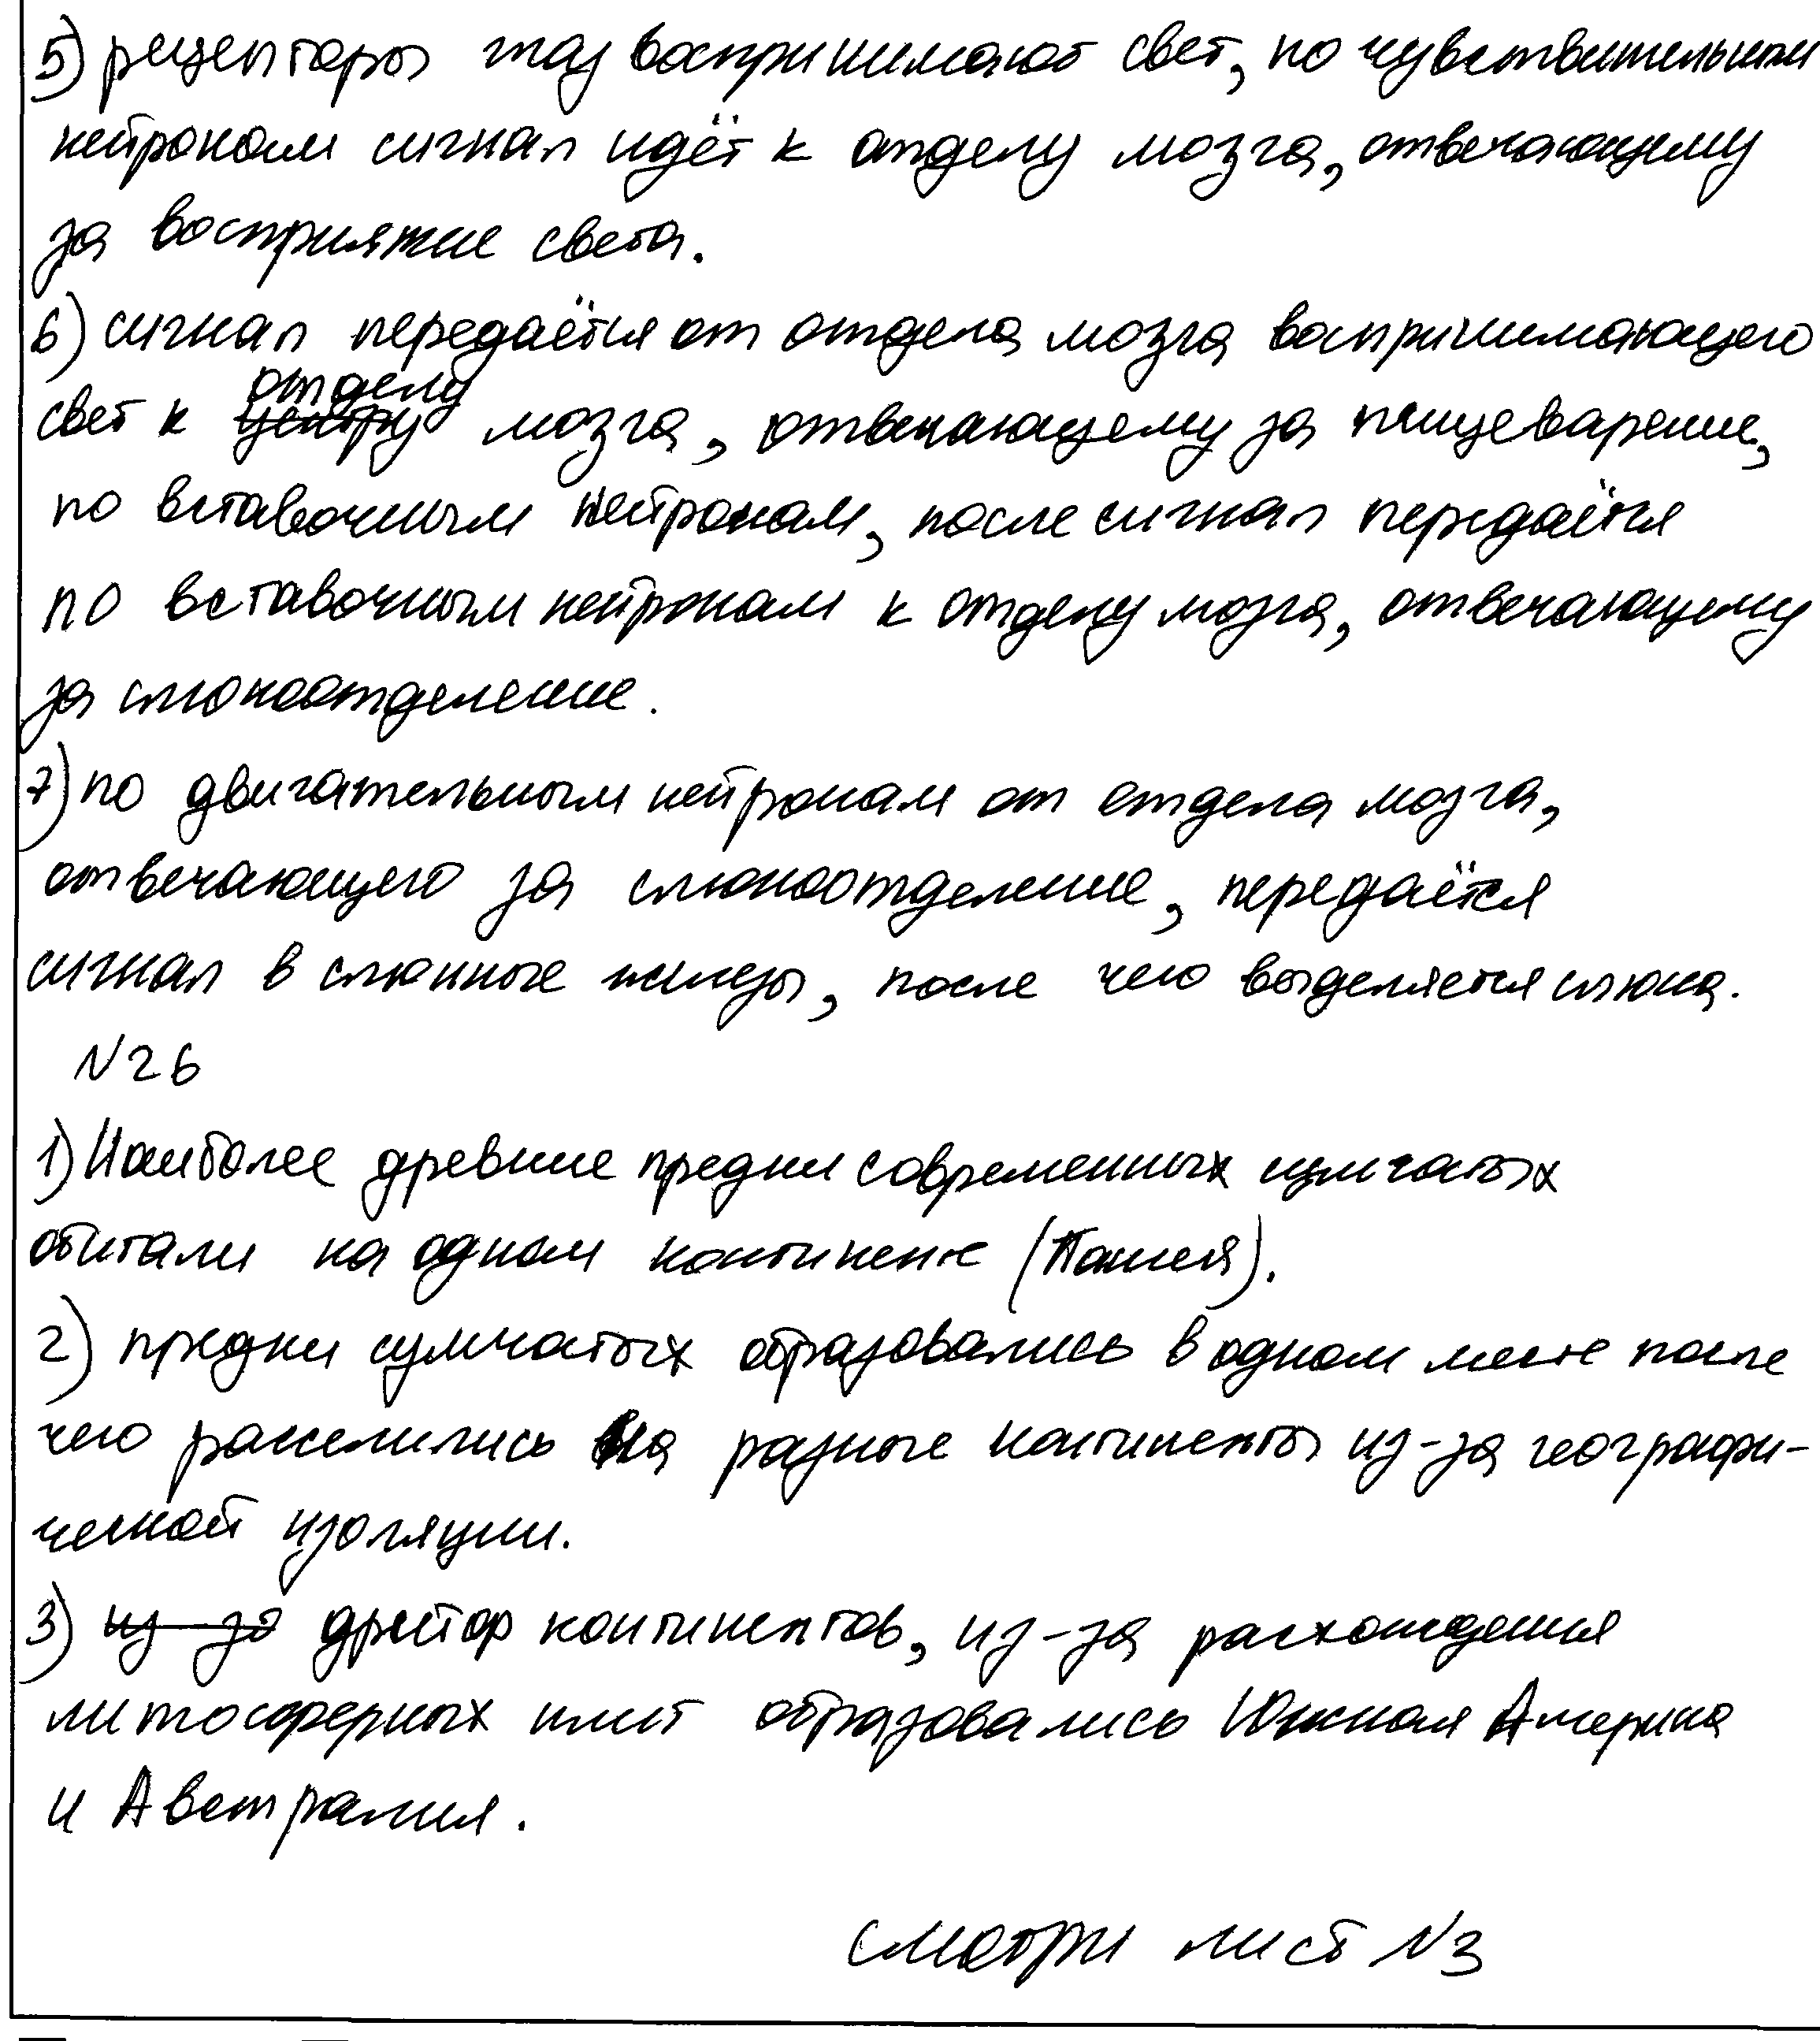 5) рецепторы глаз воспринимают свет, по чувствительным
нейронам сигнал идёт к отделу мозга, отвечающему
за восприятие света.
6) сигнал передаётся от отдела мозга воспринимающего
свет к центру отделу мозга, отвечающему за пищеварение,
по вставочным нейронам, после сигнал передаётся
по вставочным нейронам к отделу мозга, отвечающему
за слюноотделение.
7) по двигательным нейронам от отдела мозга,
отвечающего за слюноотделение, передаётся
сигнал в слюнные железы, после чего выделяется слюна.
N26
1) Наиболее древние предки современных сумчатых
обитали на одном континенте (Пангея).
2) предки сумчатых образовались в одном месте после
чего расселились на разные континенты из-за географи-
ческой изоляции.
3) из-за дрейф континентов, из-за расхождения
литосферных плит образовались Южная Америка
и Австралия.
смотри лист N3